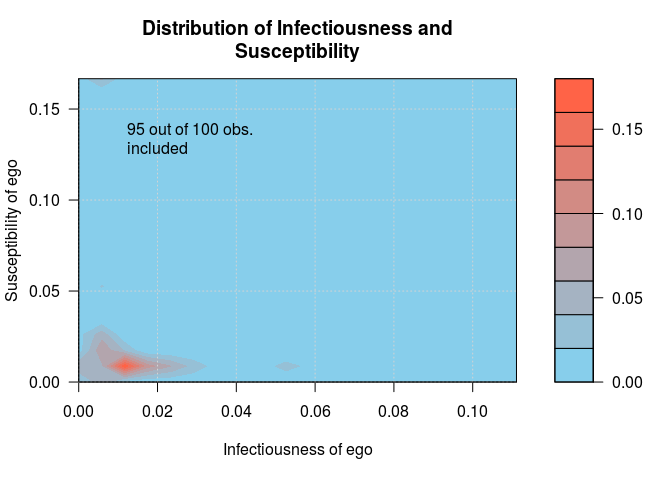 Distribution of Infectiousness and
Susceptibility
95 out of 100 obs.
included
Susceptibility of ego
0.15
0.10
0.05
0.00
0.00 0.02 0.04 0.06 0.08 0.10
Infectiousness of ego
0.15
0.10
0.05
0.00